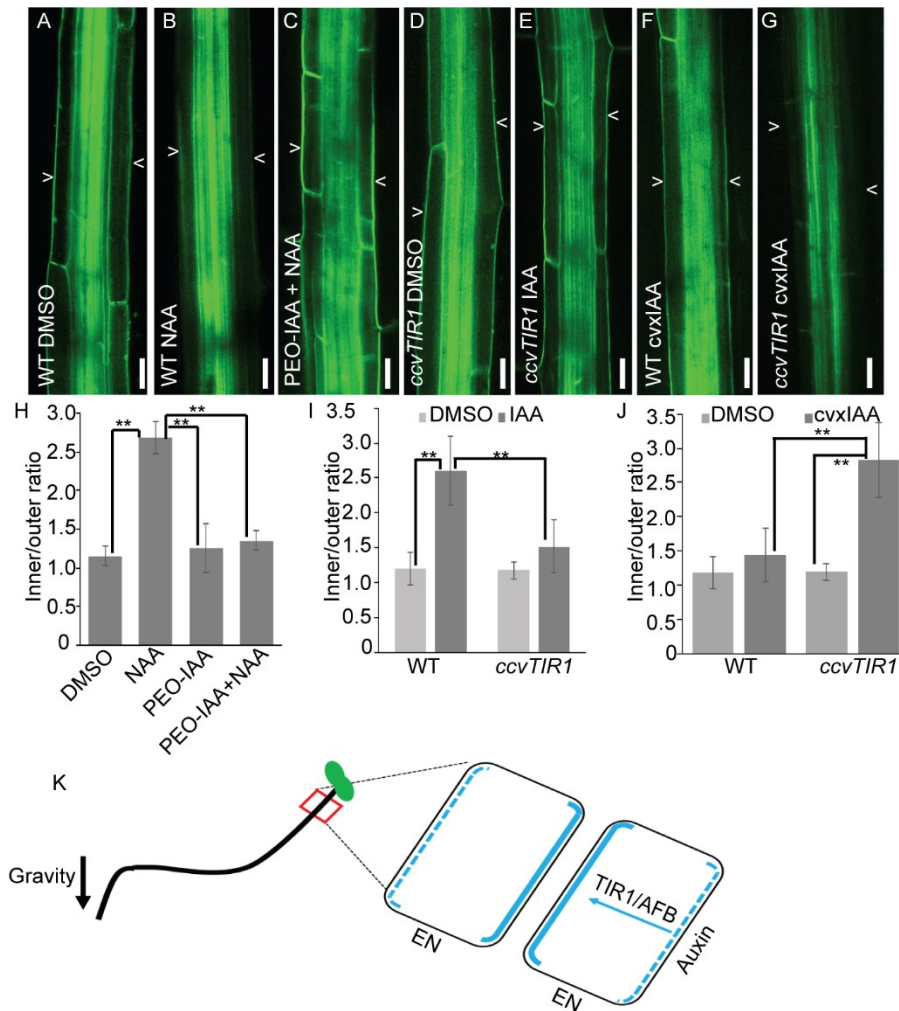 A
WT DMSO
B
WT NAA
C
PEO-IAA + NAA
D
ccvTIR1 DMSO
E
ccvTIR1 IAA
F
WT cvxIAA
G
ccvTIR1 cvxIAA
H
Inner/outer ratio
3.0
2.5
2.0
1.5
1.0
0.5
0
** ** **
DMSO
NAA
PEO-IAA
PEO-IAA+NAA
I
DMSO IAA
Inner/outer ratio
3.5
3.0
2.5
2.0
1.5
1.0
0.5
0
** **
WT ccvTIR1
J
DMSO cvxIAA
Inner/outer ratio
3.5
3.0
2.5
2.0
1.5
1.0
0.5
0
**
**
WT ccvTIR1
K
Gravity
EN
TIR1/AFB
Auxin
EN